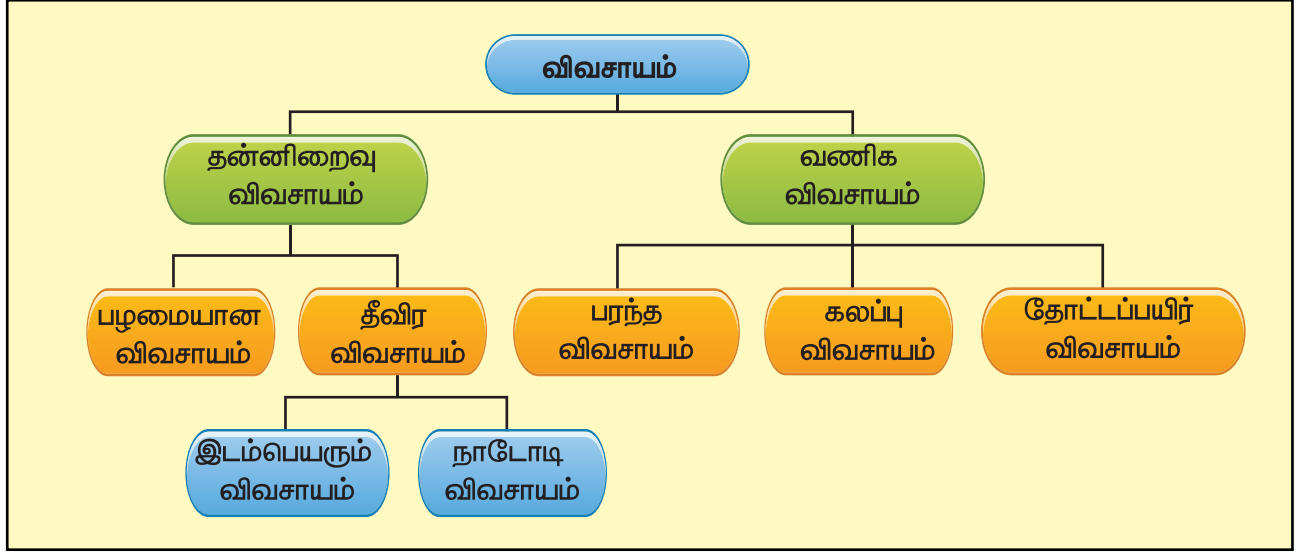 விவசாயம்
தன்னிறைவு
விவசாயம்
வணிக
விவசாயம்
பழமையான
விவசாயம்
தீவிர
விவசாயம்
பரந்த
விவசாயம்
கலப்பு
விவசாயம்
தோட்டப்பயிர்
விவசாயம்
இடம்பெயரும்
விவசாயம்
நாடோடி
விவசாயம்